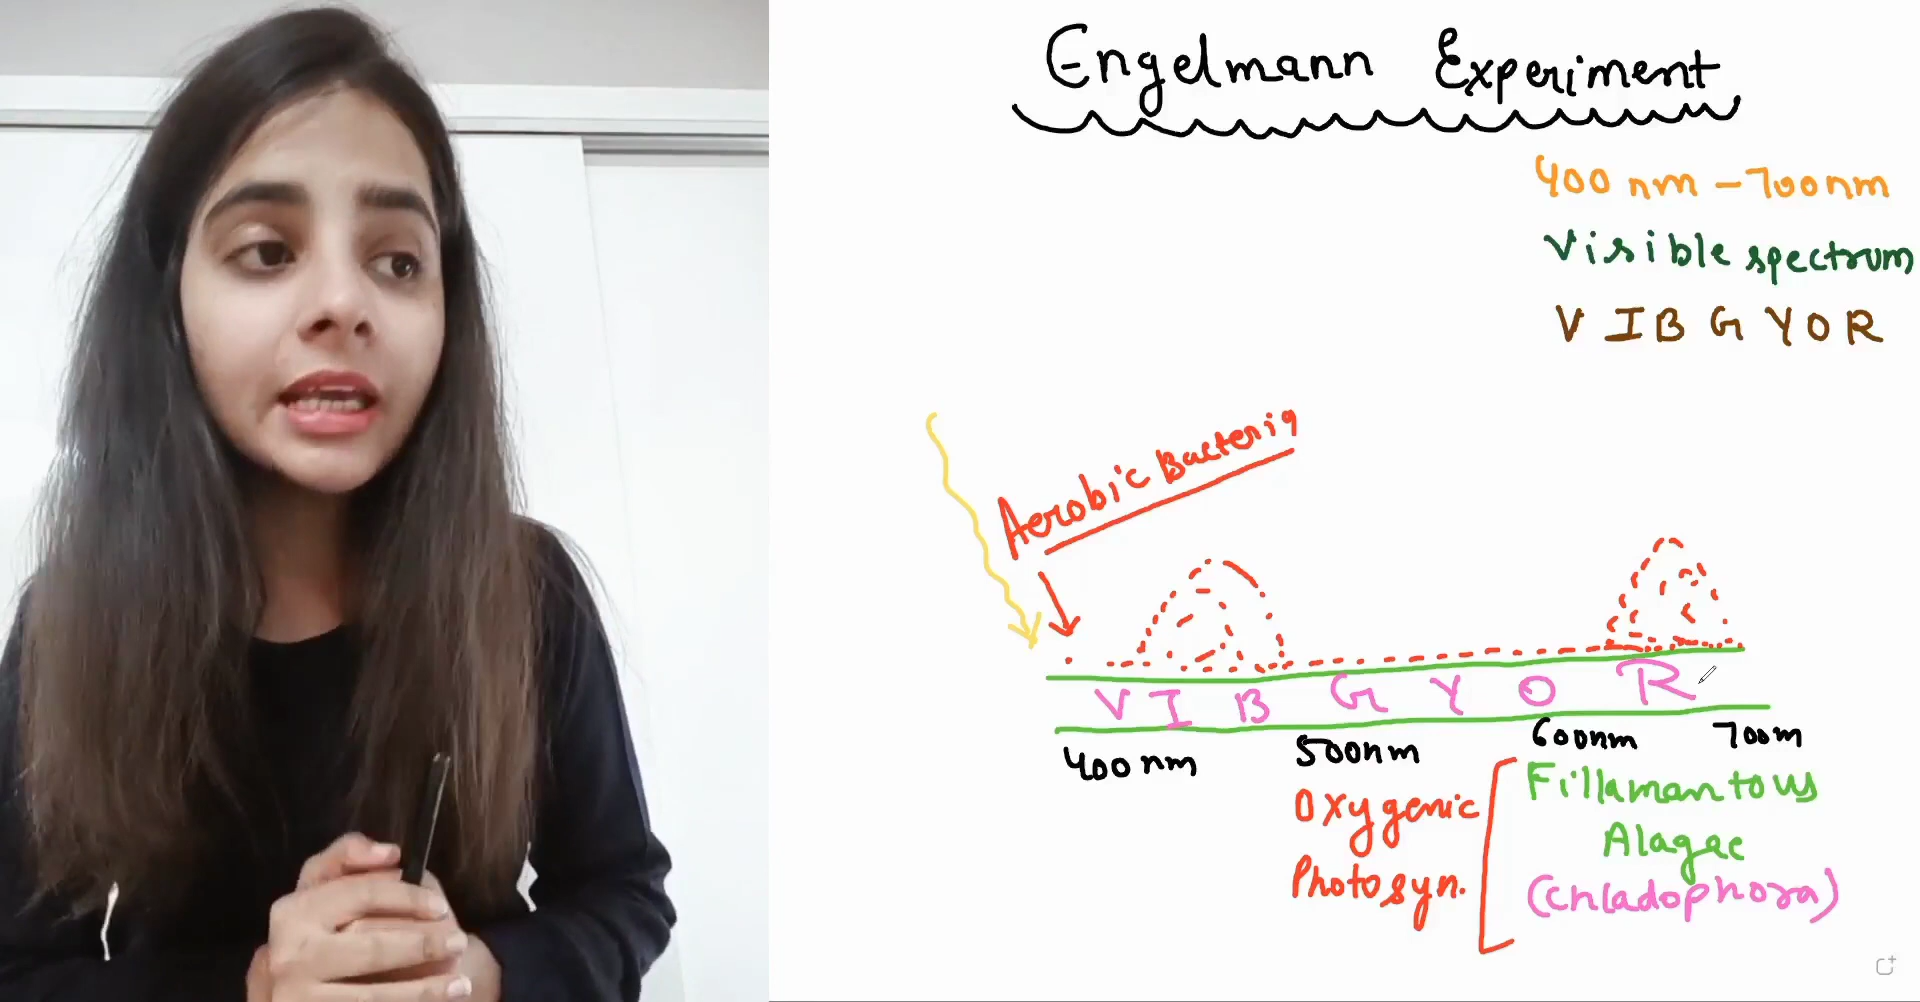 Engelmann Experiment
400 nm - 700nm
Visible spectrum
V I B G Y O R
Aerobic Bacteria
V I B G Y O R
400 nm 500nm 600nm 700m
Oxygenic
Photosyn.
Fillamantous
Alagae
(Chladophora)